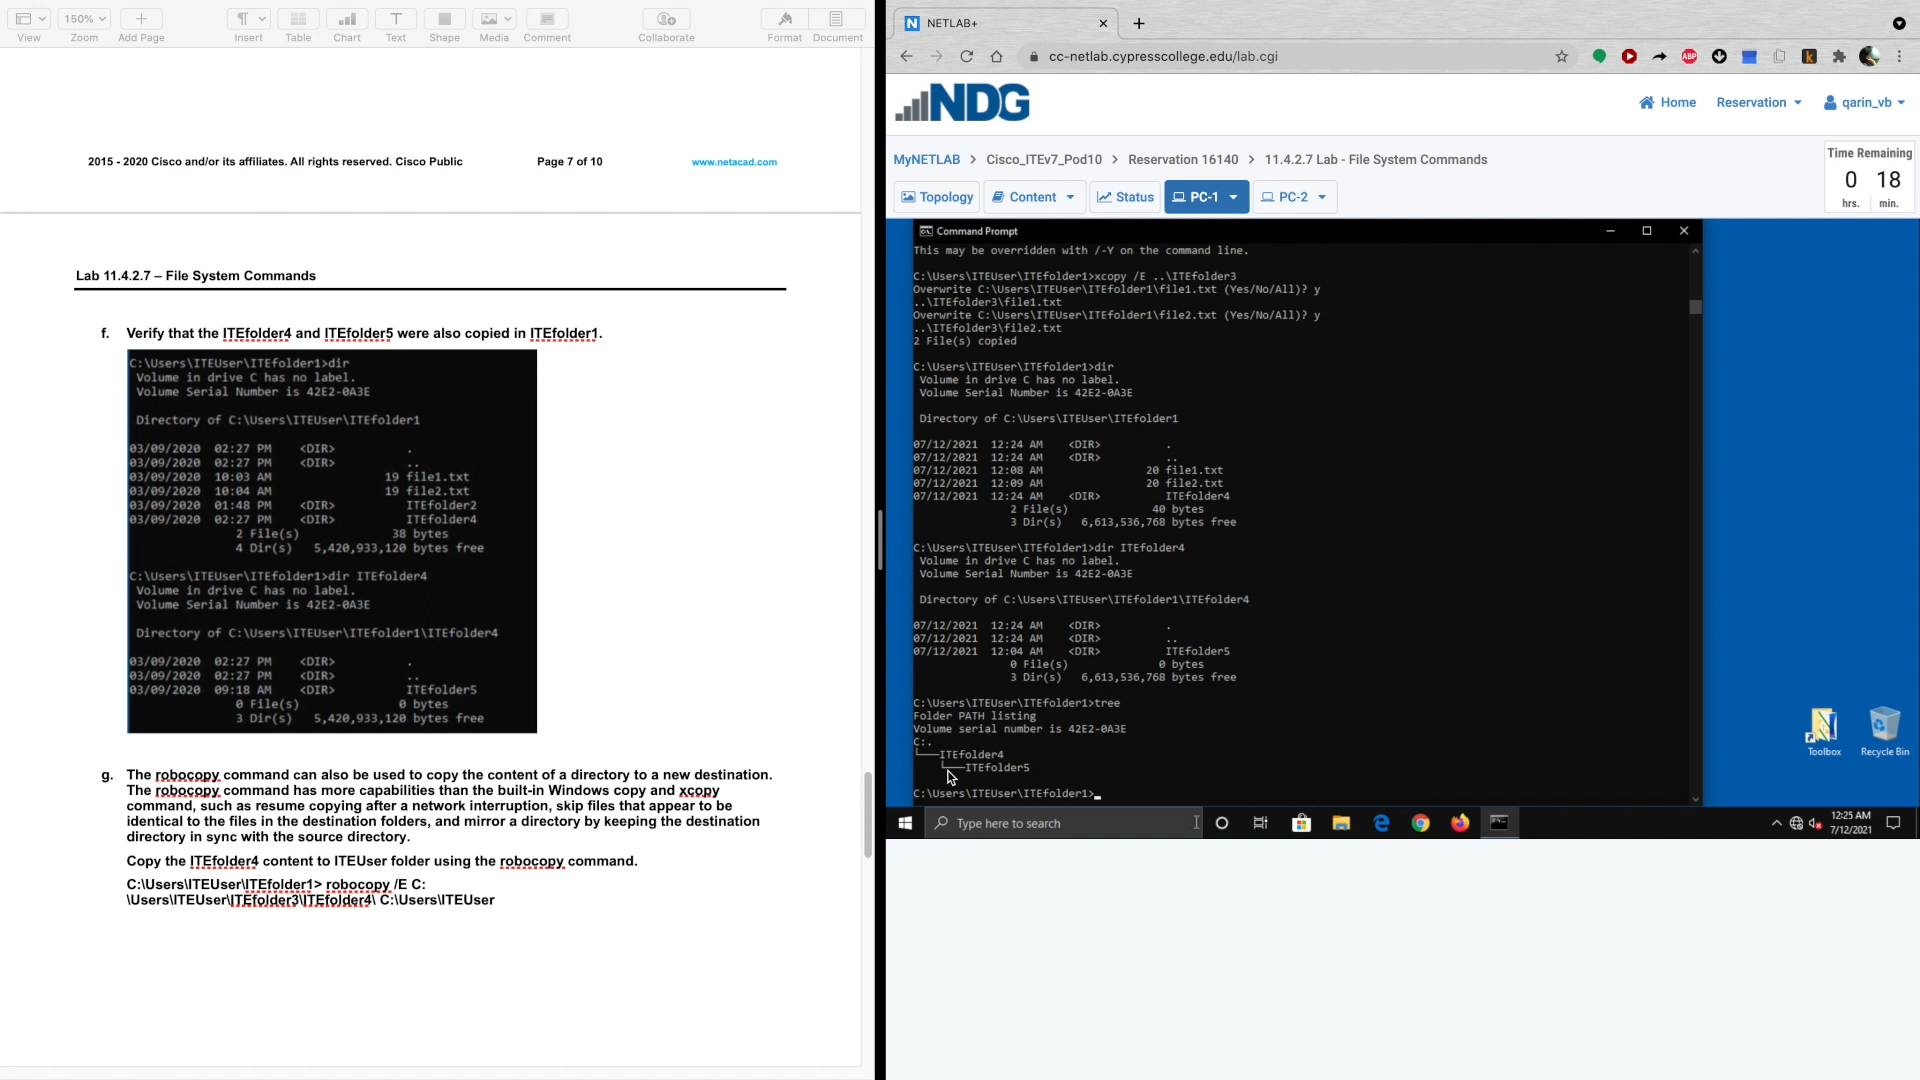 View
150%
Zoom
Add Page
Insert
Table
Chart
Text
Shape
Media
Comment
Collaborate
Format
Document
2015 - 2020 Cisco and/or its affiliates. All rights reserved. Cisco Public Page 7 of 10 www.netacad.com
Lab 11.4.2.7 – File System Commands
f. Verify that the ITEfolder4 and ITEfolder5 were also copied in ITEfolder1.
C:\Users\ITEUser\ITEfolder1>dir
Volume in drive C has no label.
Volume Serial Number is 42E2-0A3E
Directory of C:\Users\ITEUser\ITEfolder1
03/09/2020 02:27 PM <DIR> .
03/09/2020 02:27 PM <DIR> ..
03/09/2020 10:03 AM 19 file1.txt
03/09/2020 10:04 AM 19 file2.txt
03/09/2020 01:48 PM <DIR> ITEfolder2
03/09/2020 02:27 PM <DIR> ITEfolder4
2 File(s) 38 bytes
4 Dir(s) 5,420,933,120 bytes free
C:\Users\ITEUser\ITEfolder1>dir ITEfolder4
Volume in drive C has no label.
Volume Serial Number is 42E2-0A3E
Directory of C:\Users\ITEUser\ITEfolder1\ITEfolder4
03/09/2020 02:27 PM <DIR> .
03/09/2020 02:27 PM <DIR> ..
03/09/2020 09:18 AM <DIR> ITEfolder5
0 File(s) 0 bytes
3 Dir(s) 5,420,933,120 bytes free
g. The robocopy command can also be used to copy the content of a directory to a new destination.
The robocopy command has more capabilities than the built-in Windows copy and xcopy
command, such as resume copying after a network interruption, skip files that appear to be
identical to the files in the destination folders, and mirror a directory by keeping the destination
directory in sync with the source directory.
Copy the ITEfolder4 content to ITEUser folder using the robocopy command.
C:\Users\ITEUser\ITEfolder1> robocopy /E C:
\Users\ITEUser\ITEfolder3\ITEfolder4\ C:\Users\ITEUser
N NETLAB+
cc-netlab.cypresscollege.edu/lab.cgi
ABP
k
NDG
Home
Reservation
qarin_vb
MyNETLAB > Cisco_ITEv7_Pod10 > Reservation 16140 > 11.4.2.7 Lab - File System Commands
Time Remaining
0 18
hrs. min.
Topology
Content
Status
PC-1
PC-2
Command Prompt
This may be overridden with /-Y on the command line.
C:\Users\ITEUser\ITEfolder1>xcopy /E ..\ITEfolder3
Overwrite C:\Users\ITEUser\ITEfolder1\file1.txt (Yes/No/All)? y
..\ITEfolder3\file1.txt
Overwrite C:\Users\ITEUser\ITEfolder1\file2.txt (Yes/No/All)? y
..\ITEfolder3\file2.txt
2 File(s) copied
C:\Users\ITEUser\ITEfolder1>dir
Volume in drive C has no label.
Volume Serial Number is 42E2-0A3E
Directory of C:\Users\ITEUser\ITEfolder1
07/12/2021 12:24 AM <DIR> .
07/12/2021 12:24 AM <DIR> ..
07/12/2021 12:08 AM 20 file1.txt
07/12/2021 12:09 AM 20 file2.txt
07/12/2021 12:24 AM <DIR> ITEfolder4
2 File(s) 40 bytes
3 Dir(s) 6,613,536,768 bytes free
C:\Users\ITEUser\ITEfolder1>dir ITEfolder4
Volume in drive C has no label.
Volume Serial Number is 42E2-0A3E
Directory of C:\Users\ITEUser\ITEfolder1\ITEfolder4
07/12/2021 12:24 AM <DIR> .
07/12/2021 12:24 AM <DIR> ..
07/12/2021 12:04 AM <DIR> ITEfolder5
0 File(s) 0 bytes
3 Dir(s) 6,613,536,768 bytes free
C:\Users\ITEUser\ITEfolder1>tree
Folder PATH listing
Volume serial number is 42E2-0A3E
C:.
└───ITEfolder4
└───ITEfolder5
C:\Users\ITEUser\ITEfolder1>_
Toolbox
Recycle Bin
Type here to search
12:25 AM
7/12/2021